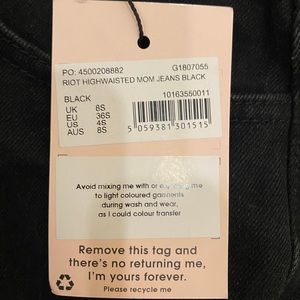 PO: 4500208882 G1807055
RIOT HIGHWAISTED MOM JEANS BLACK
BLACK 10163550011
UK 8S
EU 36S
US 4S
AUS 8S
5 059381 301515
Avoid mixing me with or exposing me
to light coloured garments
during wash and wear,
as I could colour transfer
Remove this tag and
there's no returning me,
I'm yours forever.
Please recycle me